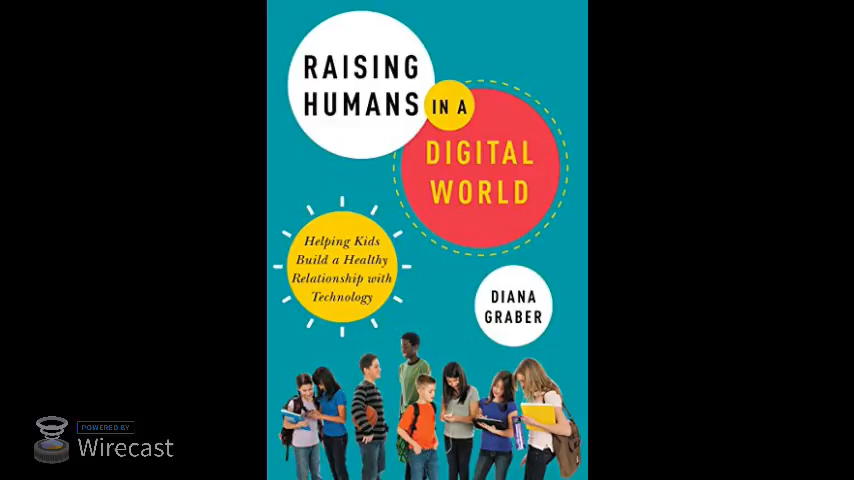 RAISING
HUMANS
IN A
DIGITAL
WORLD
Helping Kids
Build a Healthy
Relationship with
Technology
DIANA
GRABER
POWERED BY
Wirecast